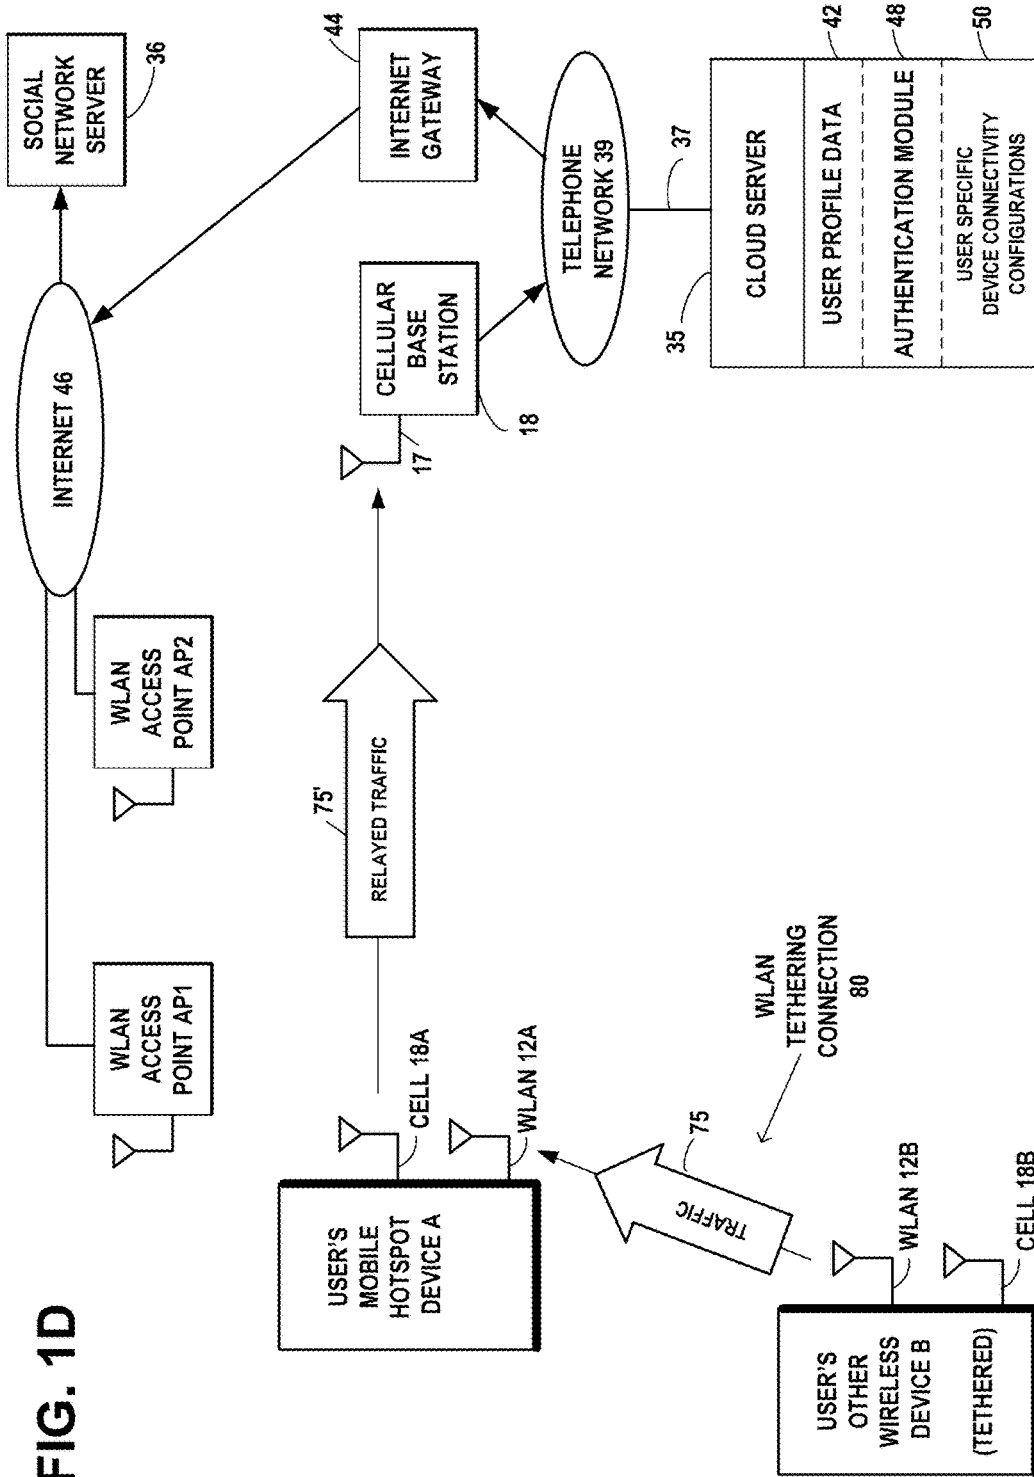 FIG. 1D
WLAN
ACCESS
POINT AP1
WLAN
ACCESS
POINT AP2
INTERNET 46
SOCIAL
NETWORK
SERVER
36
USER'S
MOBILE
HOTSPOT
DEVICE A
CELL 18A
WLAN 12A
75'
RELAYED TRAFFIC
17
CELLULAR
BASE
STATION
18
INTERNET
GATEWAY
44
TELEPHONE
NETWORK 39
37
USER'S
OTHER
WIRELESS
DEVICE B
(TETHERED)
WLAN 12B
CELL 18B
TRAFFIC
75
WLAN
TETHERING
CONNECTION
80
35
CLOUD SERVER
USER PROFILE DATA
42
AUTHENTICATION MODULE
48
USER SPECIFIC
DEVICE CONNECTIVITY
CONFIGURATIONS
50